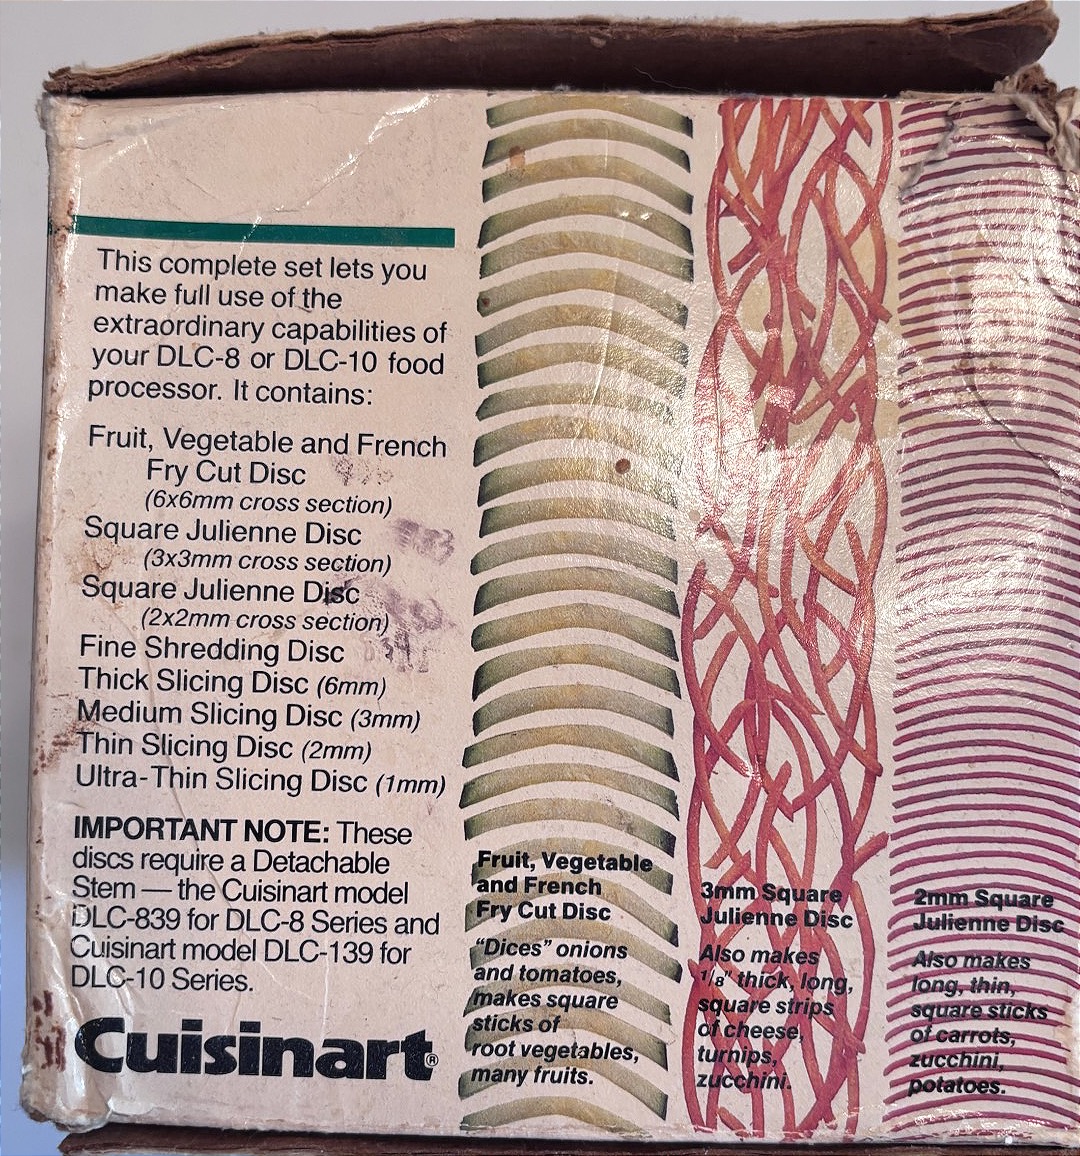 This complete set lets you
make full use of the
extraordinary capabilities of
your DLC-8 or DLC-10 food
processor. It contains:
Fruit, Vegetable and French
Fry Cut Disc
(6x6mm cross section)
Square Julienne Disc
(3x3mm cross section)
Square Julienne Disc
(2x2mm cross section)
Fine Shredding Disc
Thick Slicing Disc (6mm)
Medium Slicing Disc (3mm)
Thin Slicing Disc (2mm)
Ultra-Thin Slicing Disc (1mm)
IMPORTANT NOTE: These
discs require a Detachable
Stem — the Cuisinart model
DLC-839 for DLC-8 Series and
Cuisinart model DLC-139 for
DLC-10 Series.
Cuisinart®
Fruit, Vegetable
and French
Fry Cut Disc
“Dices” onions
and tomatoes,
makes square
sticks of
root vegetables,
many fruits.
3mm Square
Julienne Disc
Also makes
1/8" thick, long,
square strips
of cheese,
turnips,
zucchini.
2mm Square
Julienne Disc
Also makes
long, thin,
square sticks
of carrots,
zucchini,
potatoes.